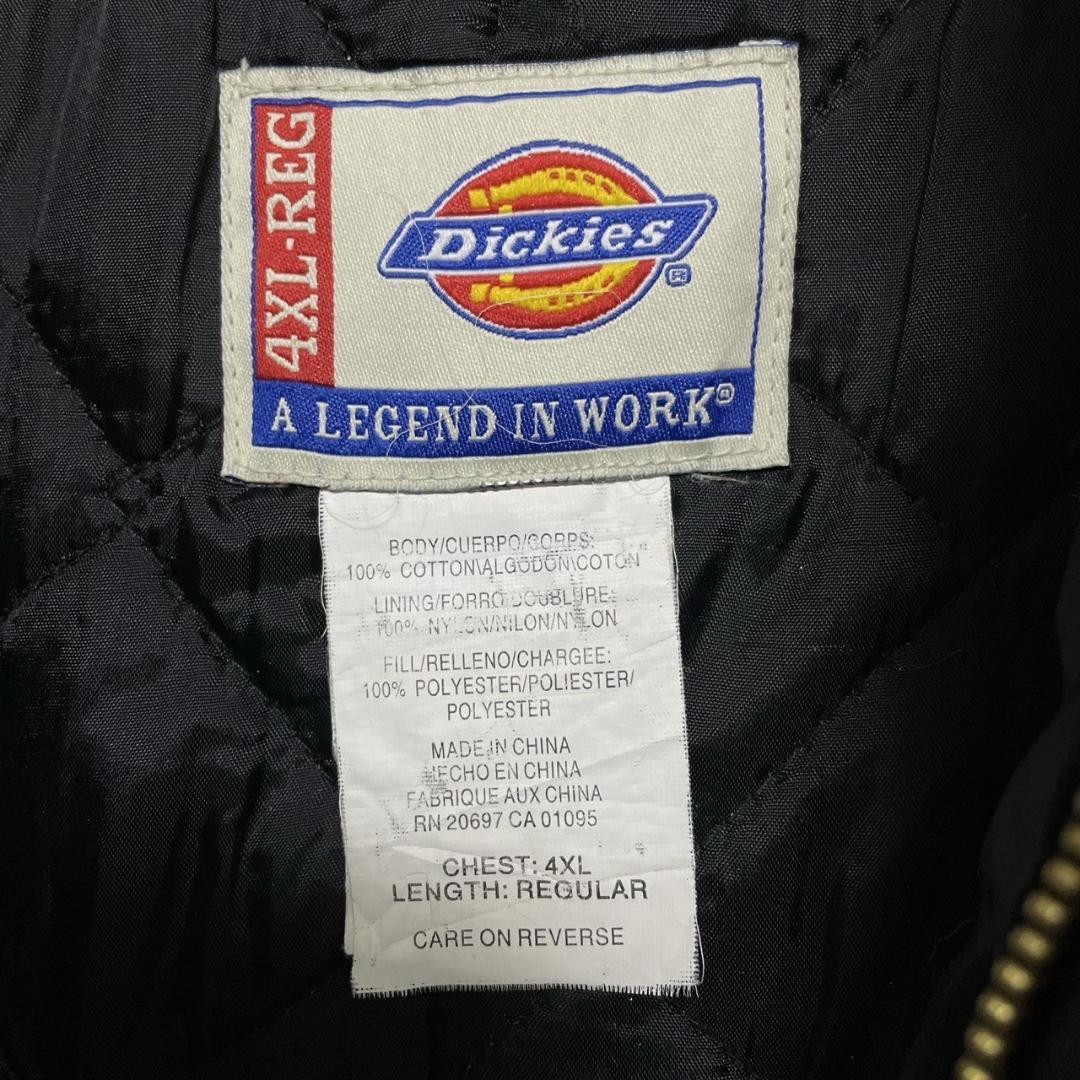 4XL·REG
Dickies ®
A LEGEND IN WORK®
BODY/CUERPO/CORPS:
100% COTTON\ALGODON\COTON
LINING/FORRO DOUBLURE:
100% NYLON/NILON/NYLON
FILL/RELLENO/CHARGEE:
100% POLYESTER/POLIESTER/
POLYESTER
MADE IN CHINA
HECHO EN CHINA
FABRIQUE AUX CHINA
RN 20697 CA 01095
CHEST: 4XL
LENGTH: REGULAR
CARE ON REVERSE